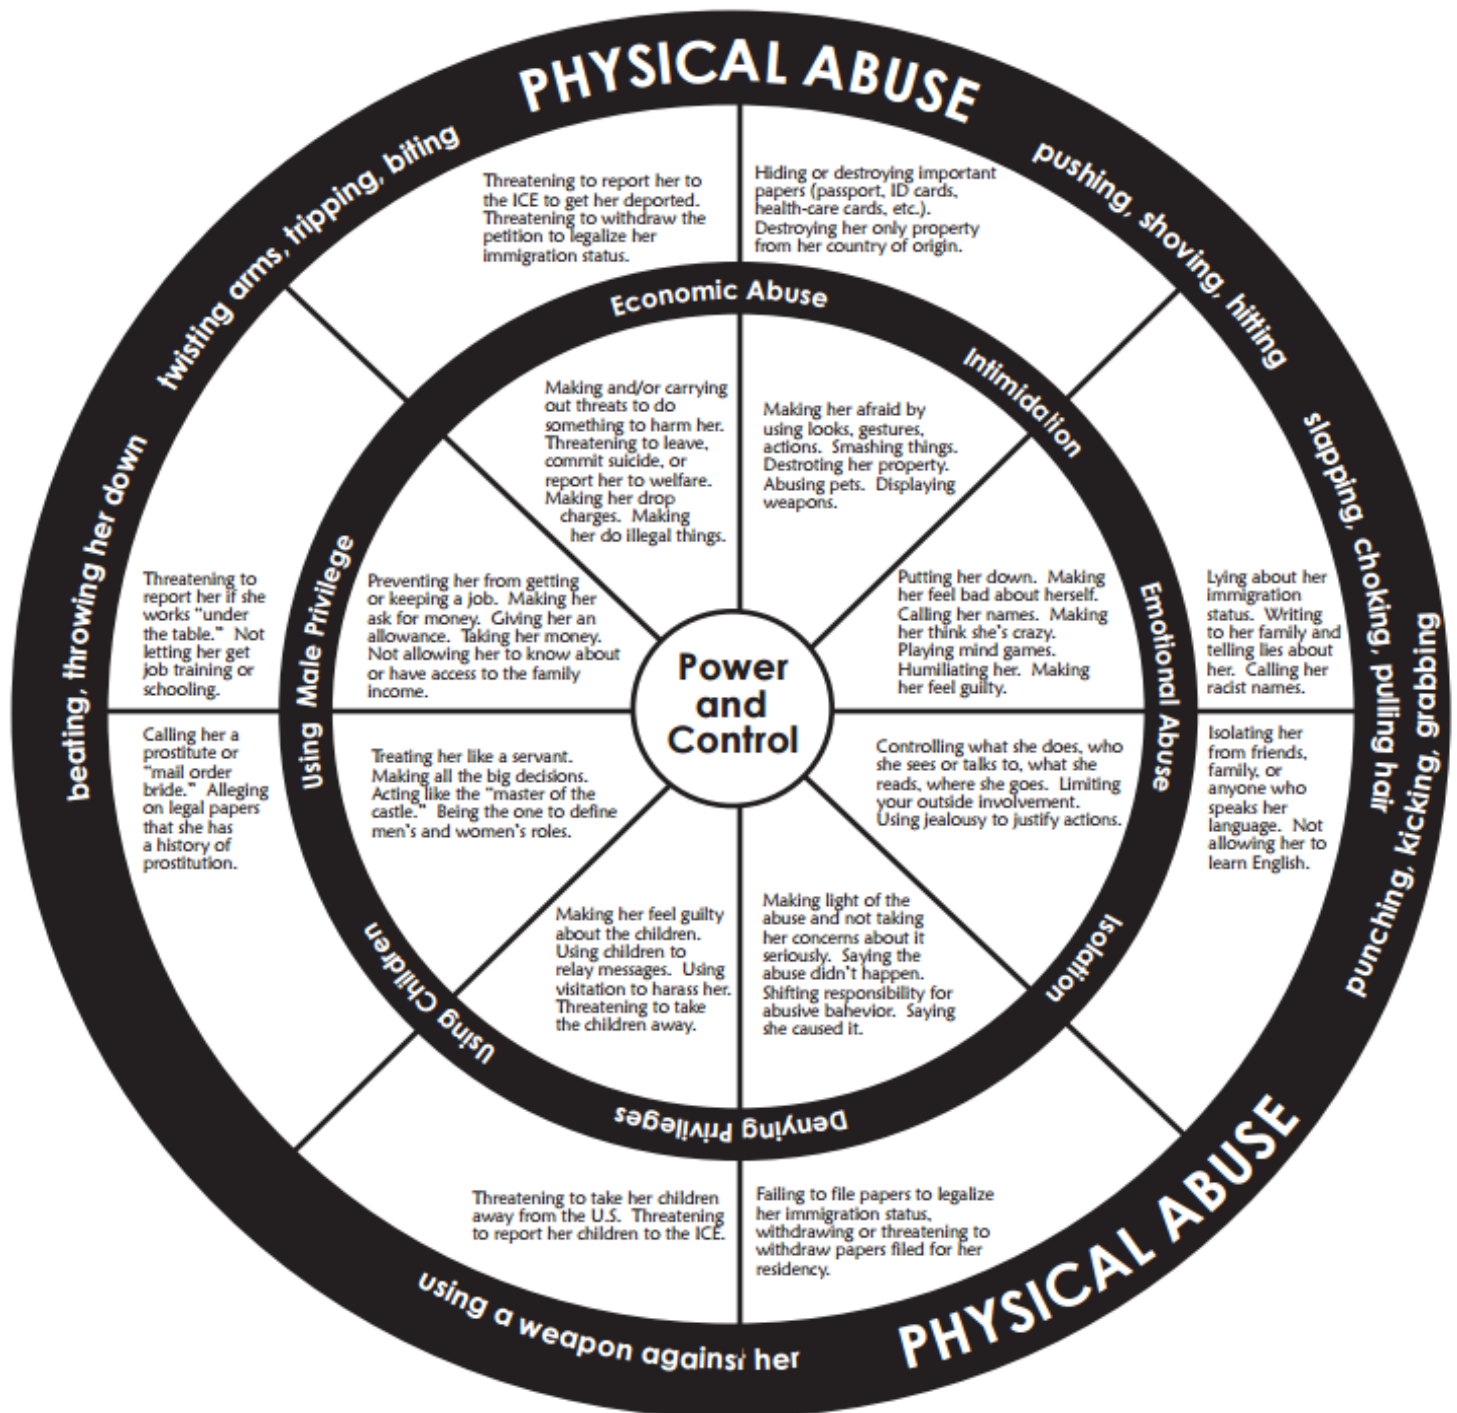 PHYSICAL ABUSE
twisting arms, tripping, biting
pushing, shoving, hitting
slapping, choking, pulling hair
punching, kicking, grabbing
beating, throwing her down
using a weapon against her
PHYSICAL ABUSE
Threatening to report her to
the ICE to get her deported.
Threatening to withdraw the
petition to legalize her
immigration status.
Hiding or destroying important
papers (passport, ID cards,
health-care cards, etc.).
Destroying her only property
from her country of origin.
Economic Abuse
Intimidation
Emotional Abuse
Isolation
Denying Privileges
Using Children
Using Male Privilege
Making and/or carrying
out threats to do
something to harm her.
Threatening to leave,
commit suicide, or
report her to welfare.
Making her drop
charges. Making
her do illegal things.
Making her afraid by
using looks, gestures,
actions. Smashing things.
Destroting her property.
Abusing pets. Displaying
weapons.
Threatening to
report her if she
works “under
the table.” Not
letting her get
job training or
schooling.
Preventing her from getting
or keeping a job. Making her
ask for money. Giving her an
allowance. Taking her money.
Not allowing her to know about
or have access to the family
income.
Power
and
Control
Putting her down. Making
her feel bad about herself.
Calling her names. Making
her think she’s crazy.
Playing mind games.
Humiliating her. Making
her feel guilty.
Lying about her
immigration
status. Writing
to her family and
telling lies about
her. Calling her
racist names.
Calling her a
prostitute or
“mail order
bride.” Alleging
on legal papers
that she has
a history of
prostitution.
Treating her like a servant.
Making all the big decisions.
Acting like the “master of the
castle.” Being the one to define
men’s and women’s roles.
Controlling what she does, who
she sees or talks to, what she
reads, where she goes. Limiting
your outside involvement.
Using jealousy to justify actions.
Isolating her
from friends,
family, or
anyone who
speaks her
language. Not
allowing her to
learn English.
Making her feel guilty
about the children.
Using children to
relay messages. Using
visitation to harass her.
Threatening to take
the children away.
Making light of the
abuse and not taking
her concerns about it
seriously. Saying the
abuse didn’t happen.
Shifting responsibility for
abusive bahevior. Saying
she caused it.
Threatening to take her children
away from the U.S. Threatening
to report her children to the ICE.
Failing to file papers to legalize
her immigration status,
withdrawing or threatening to
withdraw papers filed for her
residency.